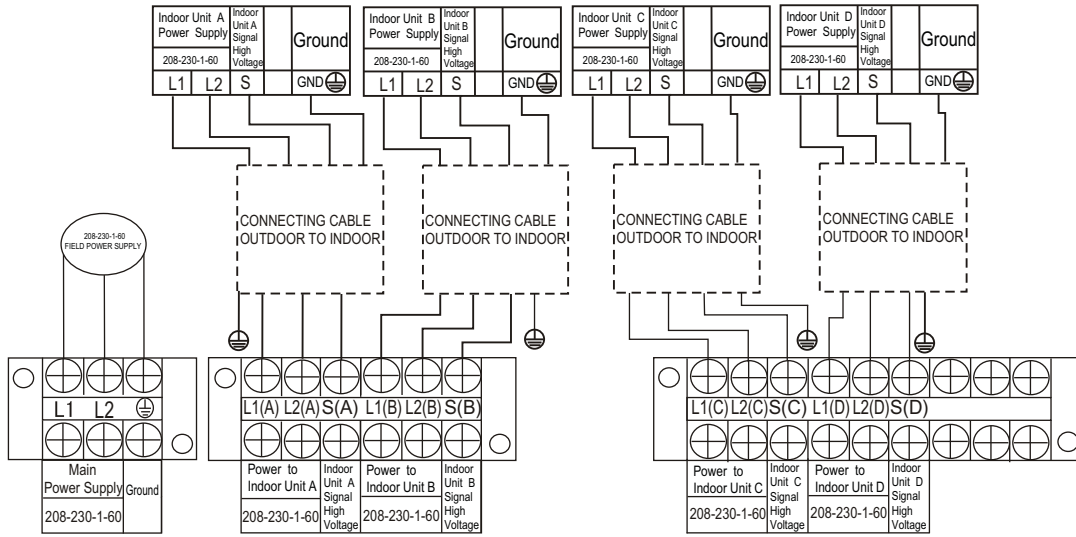 Indoor Unit A
Power Supply
208-230-1-60
Indoor
Unit A
Signal
High
Voltage
Ground
L1 L2 S GND
Indoor Unit B
Power Supply
208-230-1-60
Indoor
Unit B
Signal
High
Voltage
Ground
L1 L2 S GND
Indoor Unit C
Power Supply
208-230-1-60
Indoor
Unit C
Signal
High
Voltage
Ground
L1 L2 S GND
Indoor Unit D
Power Supply
208-230-1-60
Indoor
Unit D
Signal
High
Voltage
Ground
L1 L2 S GND
CONNECTING CABLE
OUTDOOR TO INDOOR
CONNECTING CABLE
OUTDOOR TO INDOOR
CONNECTING CABLE
OUTDOOR TO INDOOR
CONNECTING CABLE
OUTDOOR TO INDOOR
208-230-1-60
FIELD POWER SUPPLY
L1 L2
Main
Power Supply
208-230-1-60
Ground
L1(A) L2(A) S(A) L1(B) L2(B) S(B)
Power to
Indoor Unit A
208-230-1-60
Indoor
Unit A
Signal
High
Voltage
Power to
Indoor Unit B
208-230-1-60
Indoor
Unit B
Signal
High
Voltage
L1(C) L2(C) S(C) L1(D) L2(D) S(D)
Power to
Indoor Unit C
208-230-1-60
Indoor
Unit C
Signal
High
Voltage
Power to
Indoor Unit D
208-230-1-60
Indoor
Unit D
Signal
High
Voltage